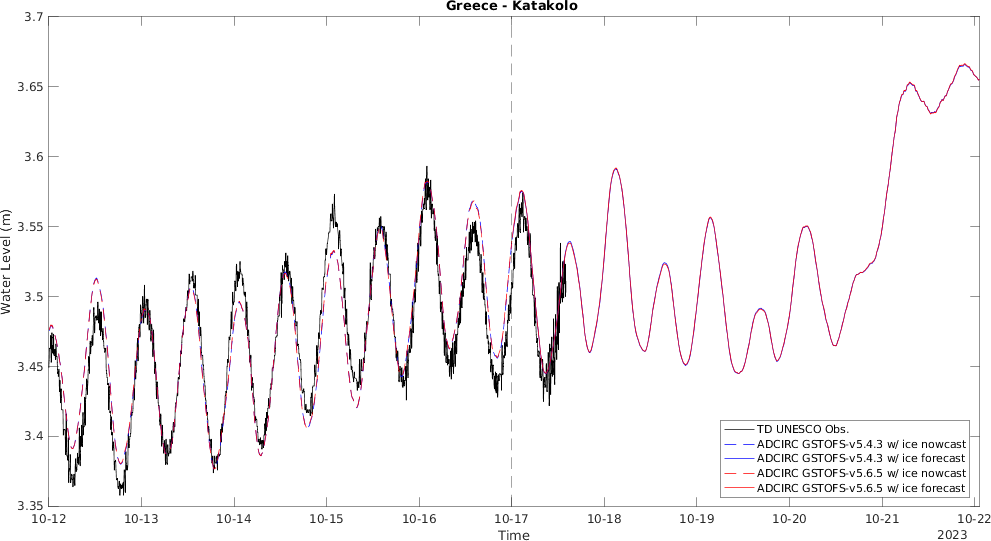 Greece - Katakolo
3.7
3.65
3.6
3.55
3.5
3.45
3.4
3.35
Water Level (m)
10-12 10-13 10-14 10-15 10-16 10-17 10-18 10-19 10-20 10-21 10-22
Time
2023
TD UNESCO Obs.
ADCIRC GSTOFS-v5.4.3 w/ ice nowcast
ADCIRC GSTOFS-v5.4.3 w/ ice forecast
ADCIRC GSTOFS-v5.6.5 w/ ice nowcast
ADCIRC GSTOFS-v5.6.5 w/ ice forecast